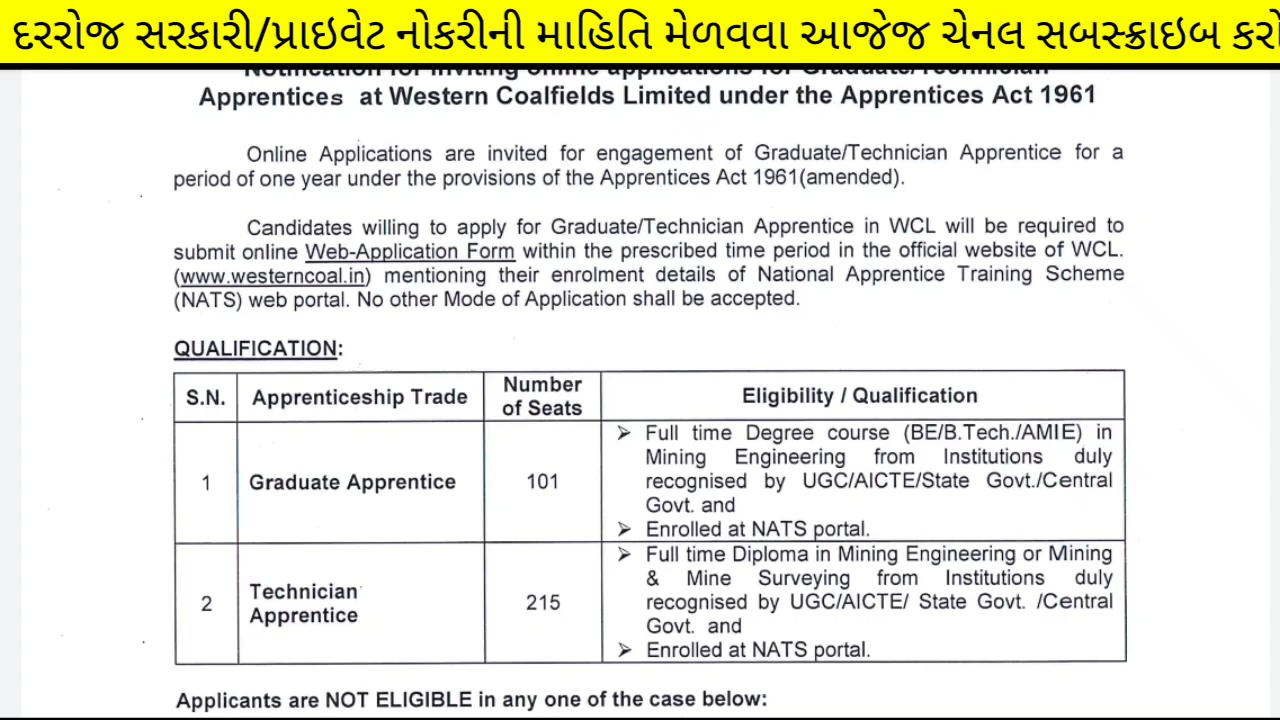 દરરોજ સરકારી/પ્રાઇવેટ નોકરીની માહિતિ મેળવવા આજેજ ચેનલ સબસ્ક્રાઇબ કરો
Notification for inviting online applications for Graduate/Technician
Apprentices at Western Coalfields Limited under the Apprentices Act 1961
Online Applications are invited for engagement of Graduate/Technician Apprentice for a
period of one year under the provisions of the Apprentices Act 1961(amended).
Candidates willing to apply for Graduate/Technician Apprentice in WCL will be required to
submit online Web-Application Form within the prescribed time period in the official website of WCL.
(www.westerncoal.in) mentioning their enrolment details of National Apprentice Training Scheme
(NATS) web portal. No other Mode of Application shall be accepted.
QUALIFICATION:
S.N. Apprenticeship Trade Number of Seats Eligibility / Qualification
1 Graduate Apprentice 101
➢ Full time Degree course (BE/B.Tech./AMIE) in
Mining Engineering from Institutions duly
recognised by UGC/AICTE/State Govt./Central
Govt. and
➢ Enrolled at NATS portal.
2 Technician Apprentice 215
➢ Full time Diploma in Mining Engineering or Mining
& Mine Surveying from Institutions duly
recognised by UGC/AICTE/ State Govt. /Central
Govt. and
➢ Enrolled at NATS portal.
Applicants are NOT ELIGIBLE in any one of the case below: